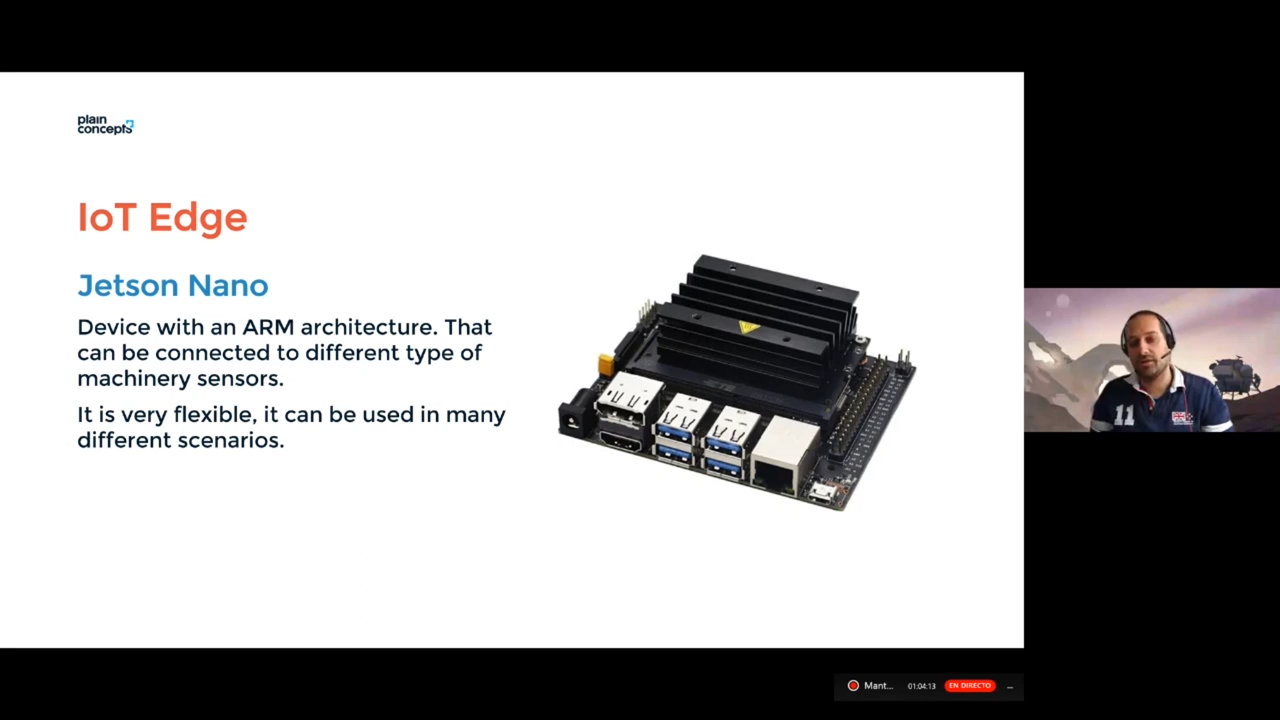 plain
concepts
IoT Edge
Jetson Nano
Device with an ARM architecture. That
can be connected to different type of
machinery sensors.
It is very flexible, it can be used in many
different scenarios.
11
Mant... 01:04:13 EN DIRECTO ...